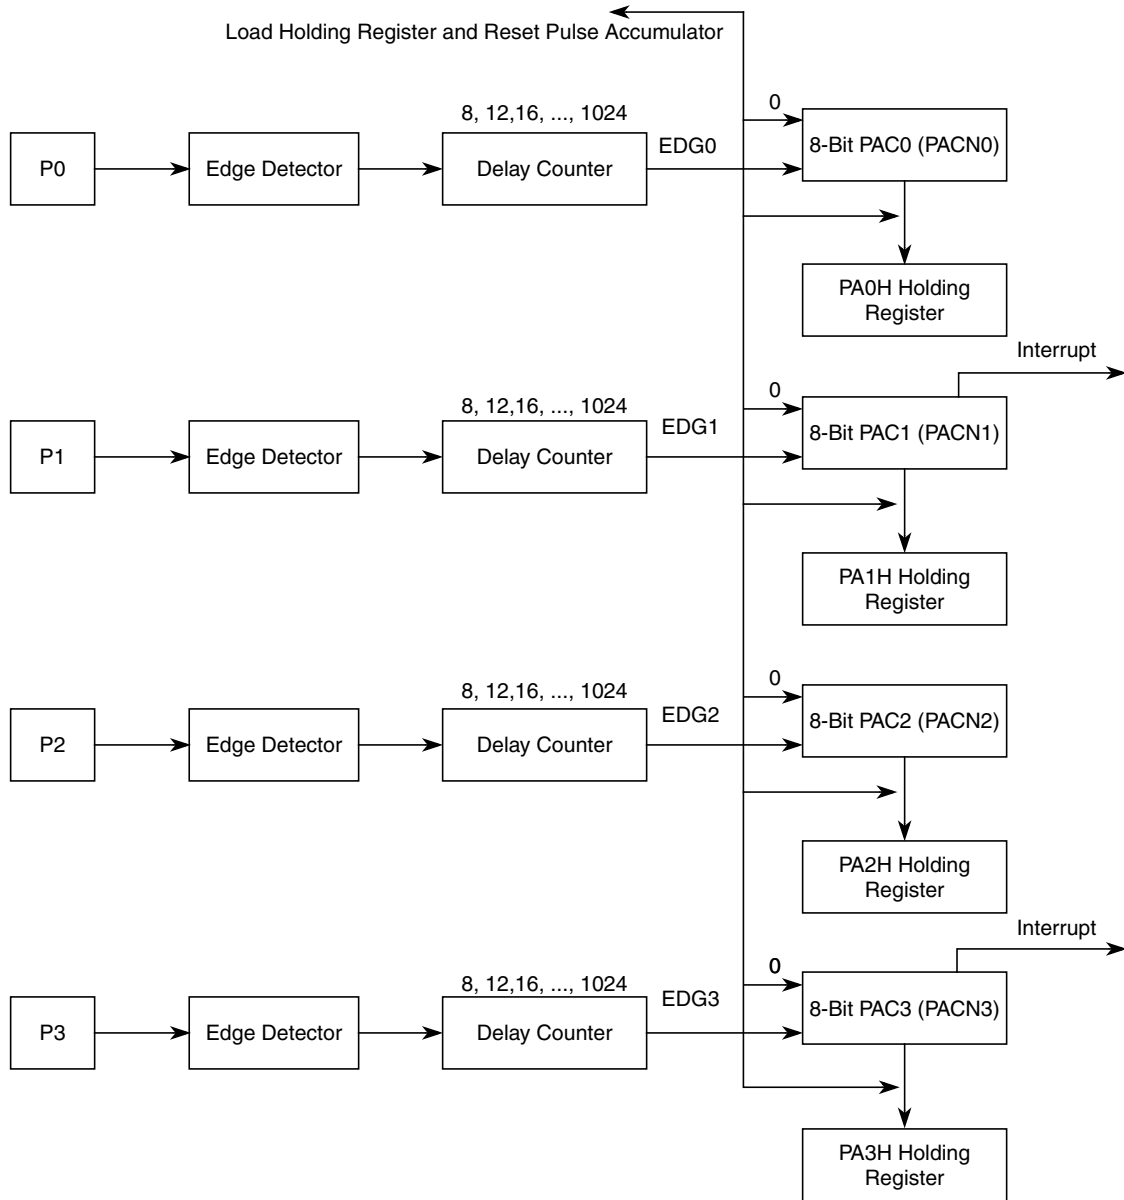 Load Holding Register and Reset Pulse Accumulator
0
8, 12,16, ..., 1024
EDG0
P0
Edge Detector
Delay Counter
8-Bit PAC0 (PACN0)
PA0H Holding
Register
Interrupt
0
8, 12,16, ..., 1024
EDG1
P1
Edge Detector
Delay Counter
8-Bit PAC1 (PACN1)
PA1H Holding
Register
0
8, 12,16, ..., 1024
EDG2
P2
Edge Detector
Delay Counter
8-Bit PAC2 (PACN2)
PA2H Holding
Register
Interrupt
0
8, 12,16, ..., 1024
EDG3
P3
Edge Detector
Delay Counter
8-Bit PAC3 (PACN3)
PA3H Holding
Register